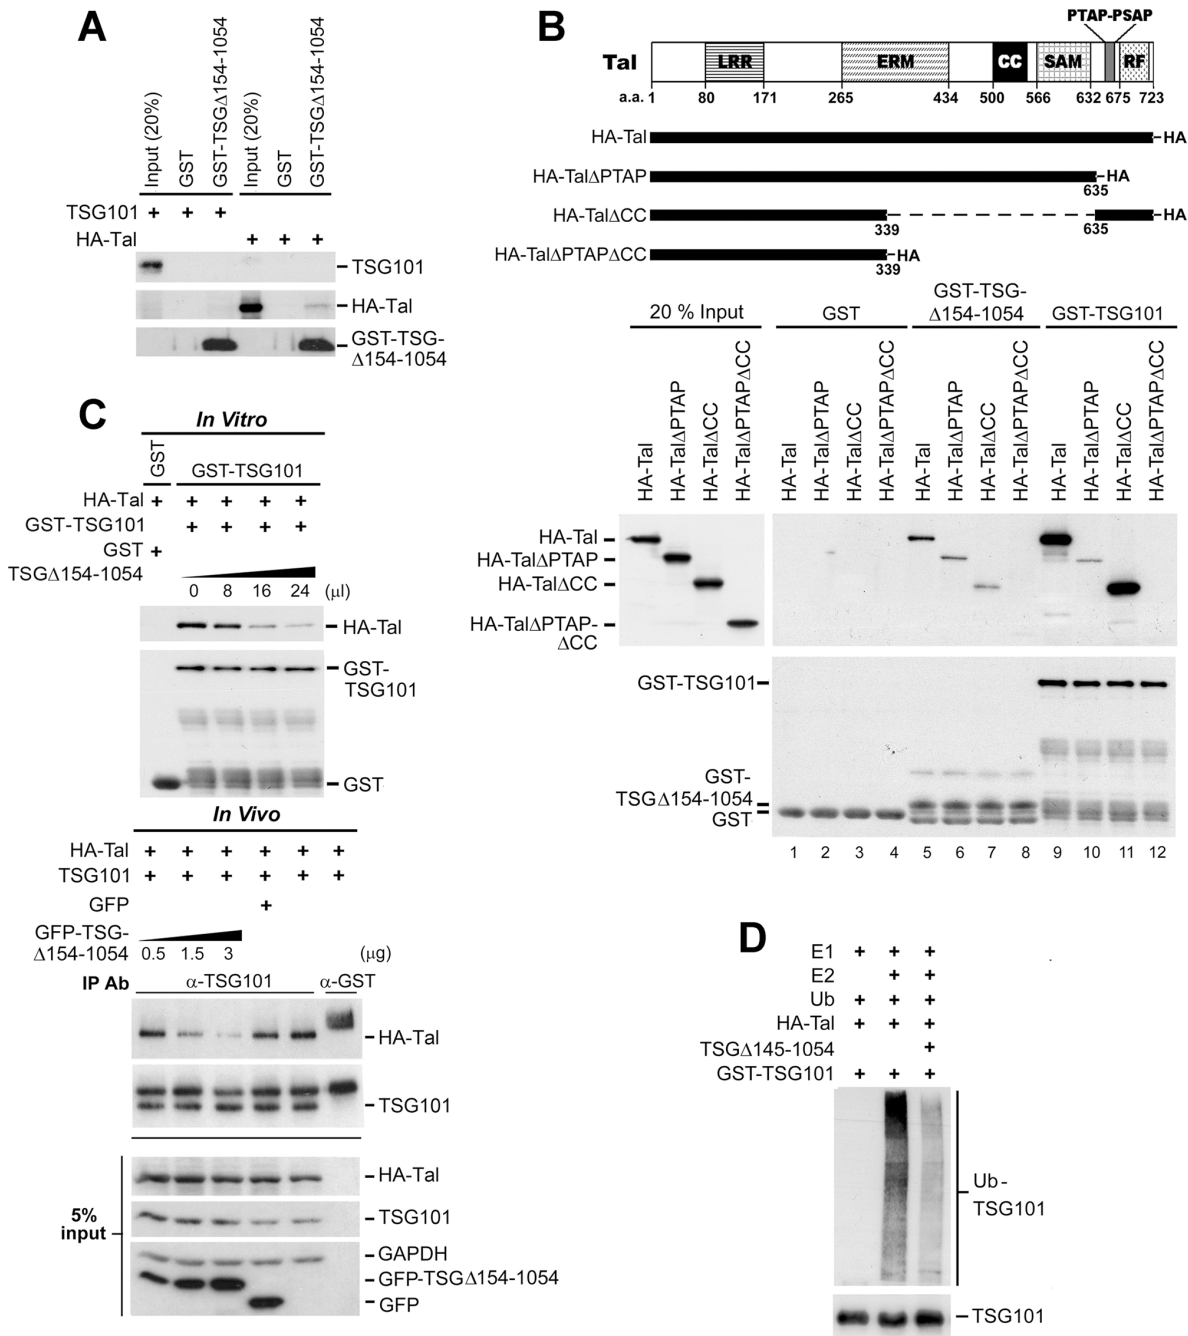 A
Input (20%)
GST
GST-TSGΔ154-1054
Input (20%)
GST
GST-TSGΔ154-1054
TSG101 + + +
HA-Tal + + +
TSG101
HA-Tal
GST-TSG-
Δ154-1054
B
PTAP-PSAP
Tal LRR ERM CC SAM RF
a.a. 1 80 171 265 434 500 566 632 675 723
HA-Tal HA
HA-TalΔPTAP HA
635
HA-TalΔCC HA
339 635
HA-TalΔPTAPΔCC HA
339
20 % Input
GST
GST-TSG-
Δ154-1054
GST-TSG101
HA-Tal
HA-TalΔPTAP
HA-TalΔCC
HA-TalΔPTAPΔCC
HA-Tal
HA-TalΔPTAP
HA-TalΔCC
HA-TalΔPTAPΔCC
HA-Tal
HA-TalΔPTAP
HA-TalΔCC
HA-TalΔPTAPΔCC
HA-Tal
HA-TalΔPTAP
HA-TalΔCC
HA-TalΔPTAPΔCC
HA-Tal
HA-TalΔPTAP
HA-TalΔCC
HA-TalΔPTAP-
ΔCC
GST-TSG101
GST-
TSGΔ154-1054
GST
1 2 3 4 5 6 7 8 9 10 11 12
C
In Vitro
GST
GST-TSG101
HA-Tal + + + + +
GST-TSG101 + + + +
GST +
TSGΔ154-1054
0 8 16 24 (μl)
HA-Tal
GST-
TSG101
GST
In Vivo
HA-Tal + + + + + +
TSG101 + + + + + +
GFP +
GFP-TSG-
Δ154-1054 0.5 1.5 3 (μg)
IP Ab α-TSG101 α-GST
HA-Tal
TSG101
5%
input
HA-Tal
TSG101
GAPDH
GFP-TSGΔ154-1054
GFP
D
E1 + + +
E2 + +
Ub + + +
HA-Tal + + +
TSGΔ145-1054 +
GST-TSG101 + + +
Ub-
TSG101
TSG101